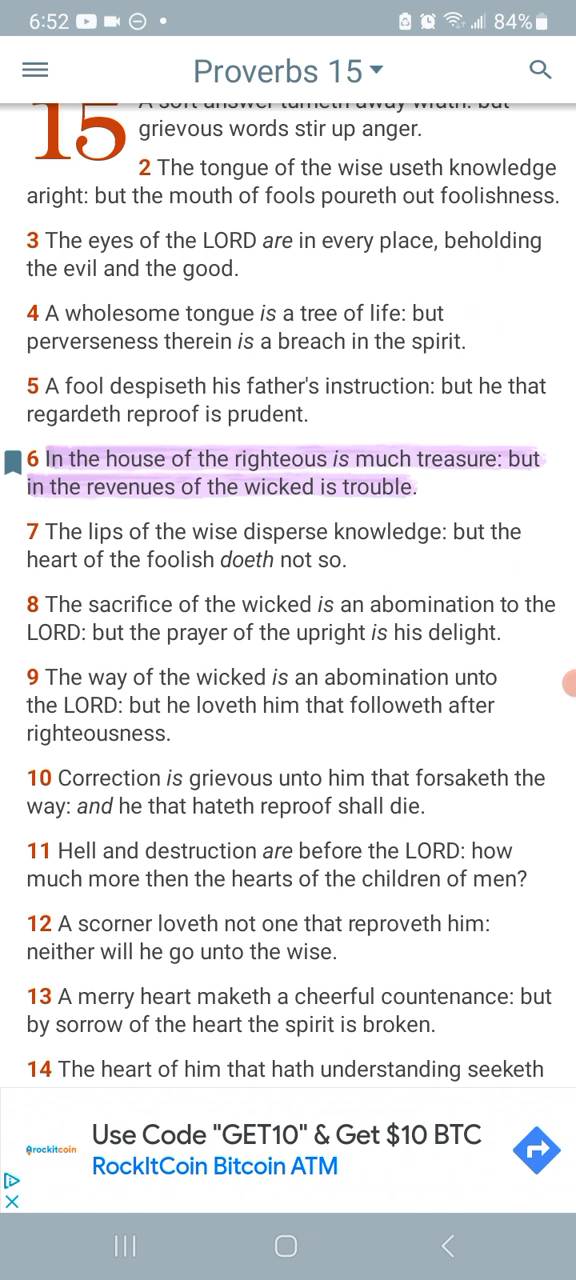 6:52 84%
Proverbs 15
15 A soft answer turneth away wrath: but
grievous words stir up anger.
2 The tongue of the wise useth knowledge
aright: but the mouth of fools poureth out foolishness.
3 The eyes of the LORD are in every place, beholding
the evil and the good.
4 A wholesome tongue is a tree of life: but
perverseness therein is a breach in the spirit.
5 A fool despiseth his father's instruction: but he that
regardeth reproof is prudent.
6 In the house of the righteous is much treasure: but
in the revenues of the wicked is trouble.
7 The lips of the wise disperse knowledge: but the
heart of the foolish doeth not so.
8 The sacrifice of the wicked is an abomination to the
LORD: but the prayer of the upright is his delight.
9 The way of the wicked is an abomination unto
the LORD: but he loveth him that followeth after
righteousness.
10 Correction is grievous unto him that forsaketh the
way: and he that hateth reproof shall die.
11 Hell and destruction are before the LORD: how
much more then the hearts of the children of men?
12 A scorner loveth not one that reproveth him:
neither will he go unto the wise.
13 A merry heart maketh a cheerful countenance: but
by sorrow of the heart the spirit is broken.
14 The heart of him that hath understanding seeketh
Use Code "GET10" & Get $10 BTC
rockitcoin
RockItCoin Bitcoin ATM